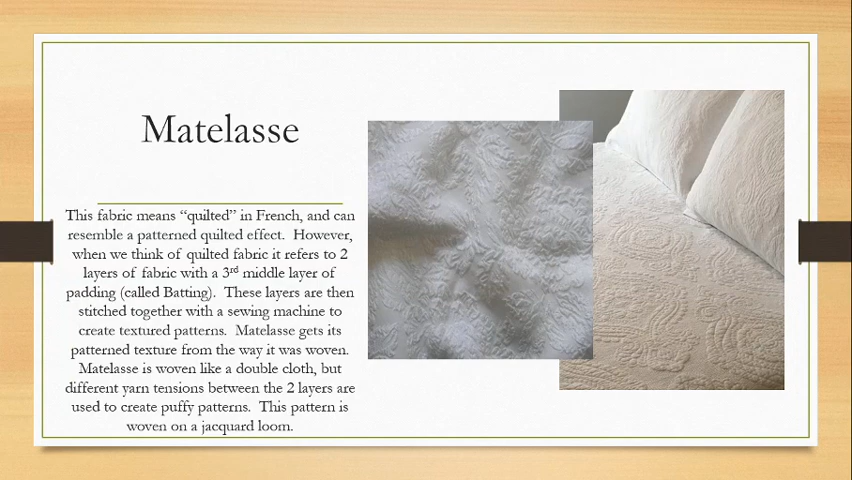 Matelasse
This fabric means “quilted” in French, and can
resemble a patterned quilted effect.  However,
when we think of quilted fabric it refers to 2
layers of fabric with a 3rd middle layer of
padding (called Batting).  These layers are then
stitched together with a sewing machine to
create textured patterns.  Matelasse gets its
patterned texture from the way it was woven.
Matelasse is woven like a double cloth, but
different yarn tensions between the 2 layers are
used to create puffy patterns.  This pattern is
woven on a jacquard loom.